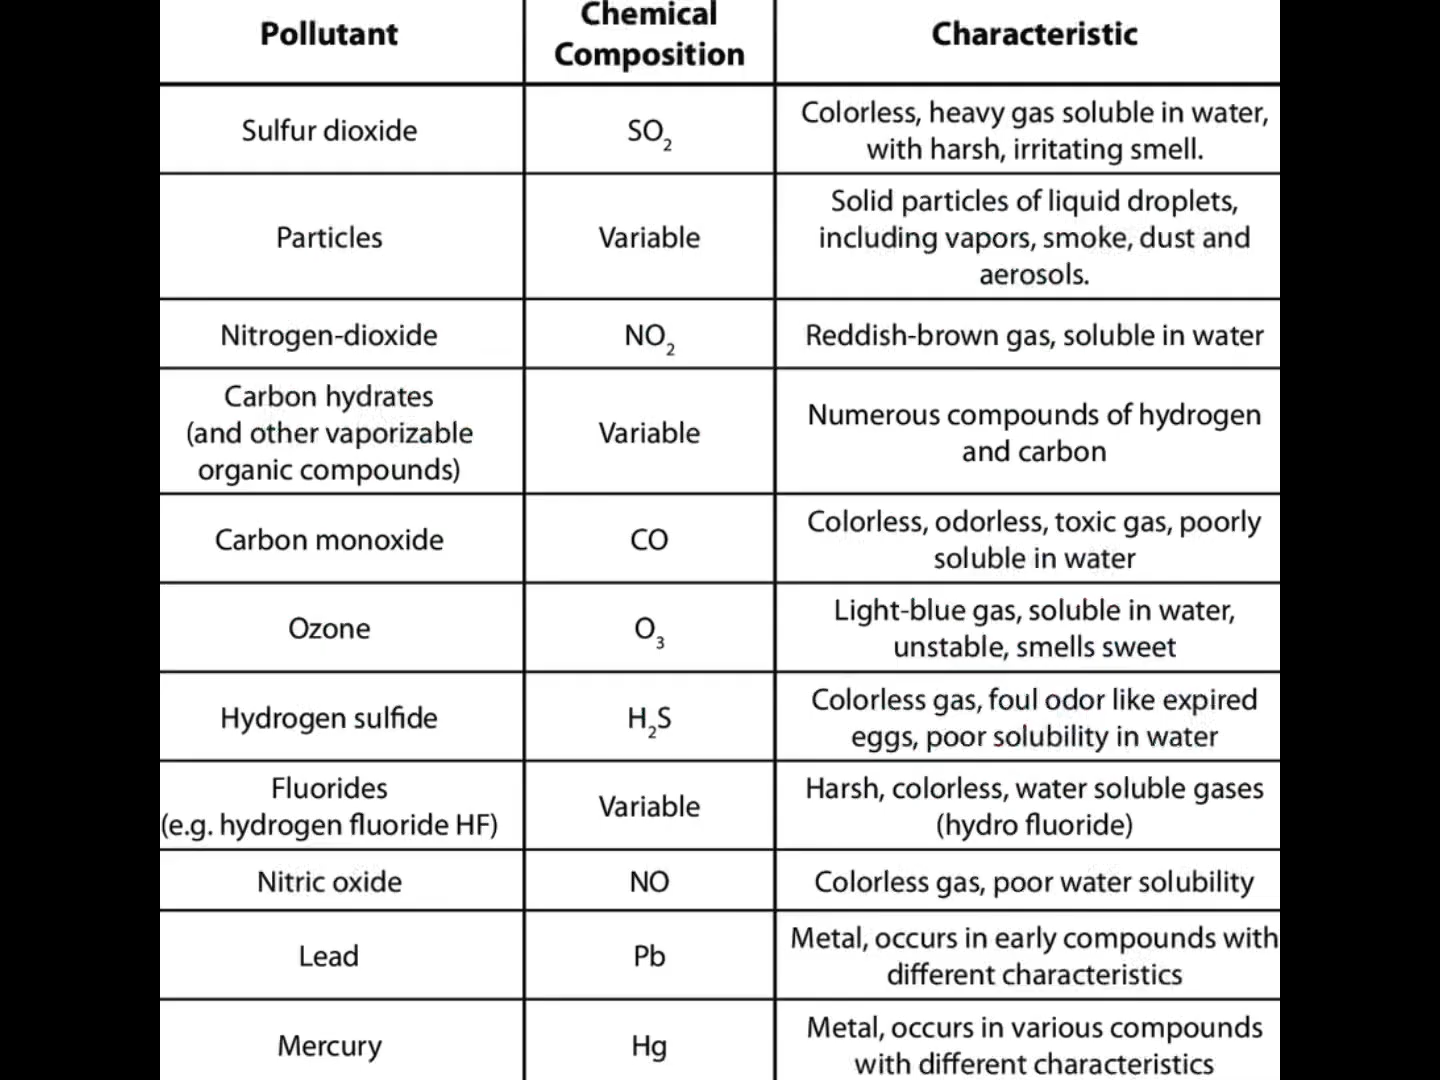 Pollutant
Chemical
Composition
Characteristic
Sulfur dioxide
SO₂
Colorless, heavy gas soluble in water,
with harsh, irritating smell.
Particles
Variable
Solid particles of liquid droplets,
including vapors, smoke, dust and
aerosols.
Nitrogen-dioxide
NO₂
Reddish-brown gas, soluble in water
Carbon hydrates
(and other vaporizable
organic compounds)
Variable
Numerous compounds of hydrogen
and carbon
Carbon monoxide
CO
Colorless, odorless, toxic gas, poorly
soluble in water
Ozone
O₃
Light-blue gas, soluble in water,
unstable, smells sweet
Hydrogen sulfide
H₂S
Colorless gas, foul odor like expired
eggs, poor solubility in water
Fluorides
(e.g. hydrogen fluoride HF)
Variable
Harsh, colorless, water soluble gases
(hydro fluoride)
Nitric oxide
NO
Colorless gas, poor water solubility
Lead
Pb
Metal, occurs in early compounds with
different characteristics
Mercury
Hg
Metal, occurs in various compounds
with different characteristics